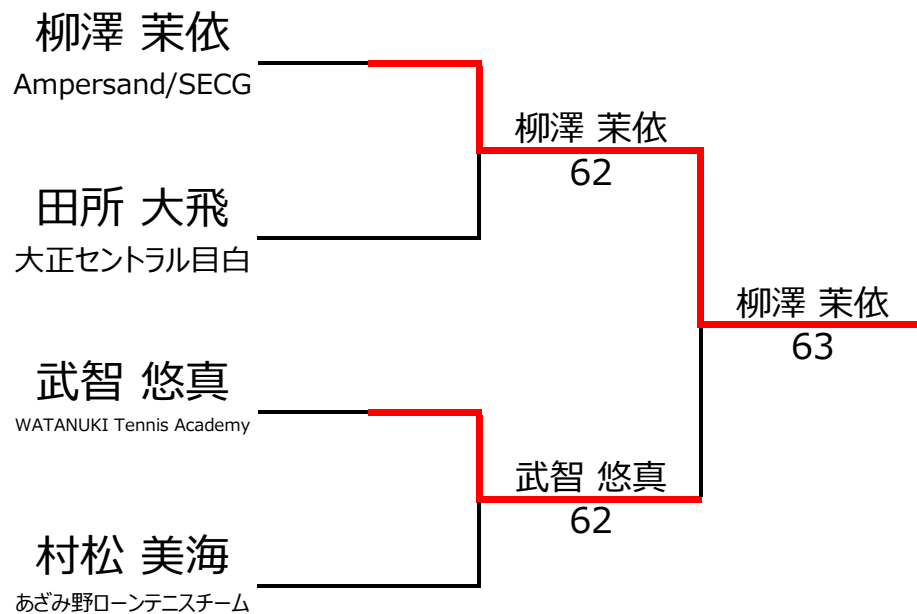 柳澤 茉依
Ampersand/SECG
田所 大飛
大正セントラル目白
武智 悠真
WATANUKI Tennis Academy
村松 美海
あざみ野ローンテニスチーム
柳澤 茉依
62
武智 悠真
62
柳澤 茉依
63